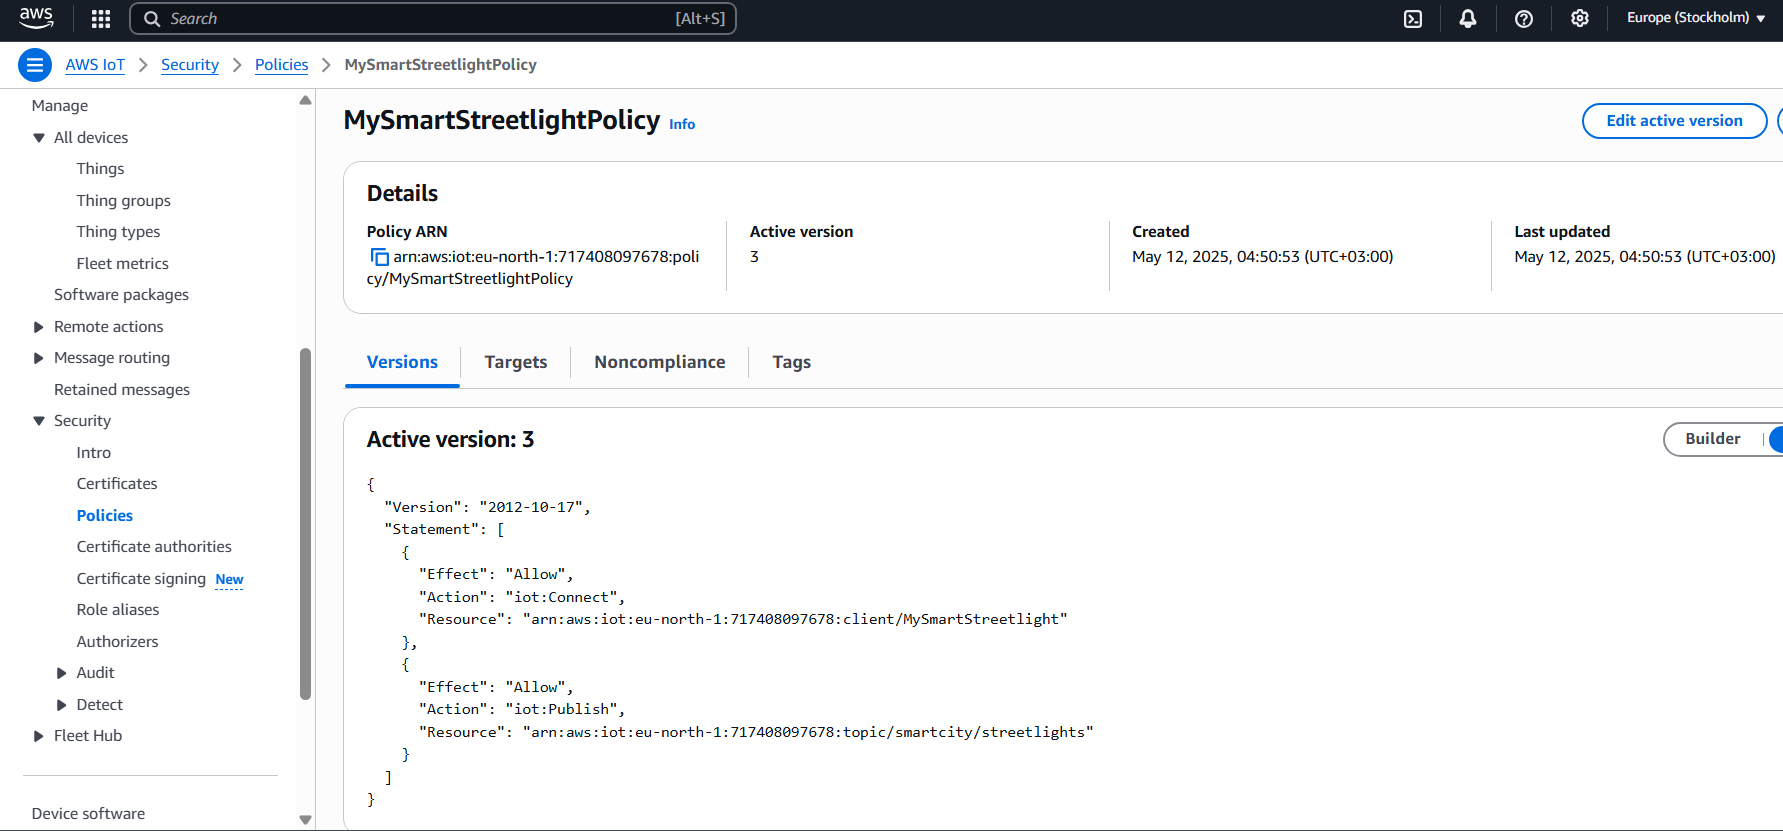 aws
Search
[Alt+S]
Europe (Stockholm)
AWS IoT
Security
Policies
MySmartStreetlightPolicy
Manage
All devices
Things
Thing groups
Thing types
Fleet metrics
Software packages
Remote actions
Message routing
Retained messages
Security
Intro
Certificates
Policies
Certificate authorities
Certificate signing New
Role aliases
Authorizers
Audit
Detect
Fleet Hub
Device software
MySmartStreetlightPolicy Info
Edit active version
Details
Policy ARN
arn:aws:iot:eu-north-1:717408097678:poli
cy/MySmartStreetlightPolicy
Active version
3
Created
May 12, 2025, 04:50:53 (UTC+03:00)
Last updated
May 12, 2025, 04:50:53 (UTC+03:00)
Versions
Targets
Noncompliance
Tags
Active version: 3
Builder
{
"Version": "2012-10-17",
"Statement": [
{
"Effect": "Allow",
"Action": "iot:Connect",
"Resource": "arn:aws:iot:eu-north-1:717408097678:client/MySmartStreetlight"
},
{
"Effect": "Allow",
"Action": "iot:Publish",
"Resource": "arn:aws:iot:eu-north-1:717408097678:topic/smartcity/streetlights"
}
]
}